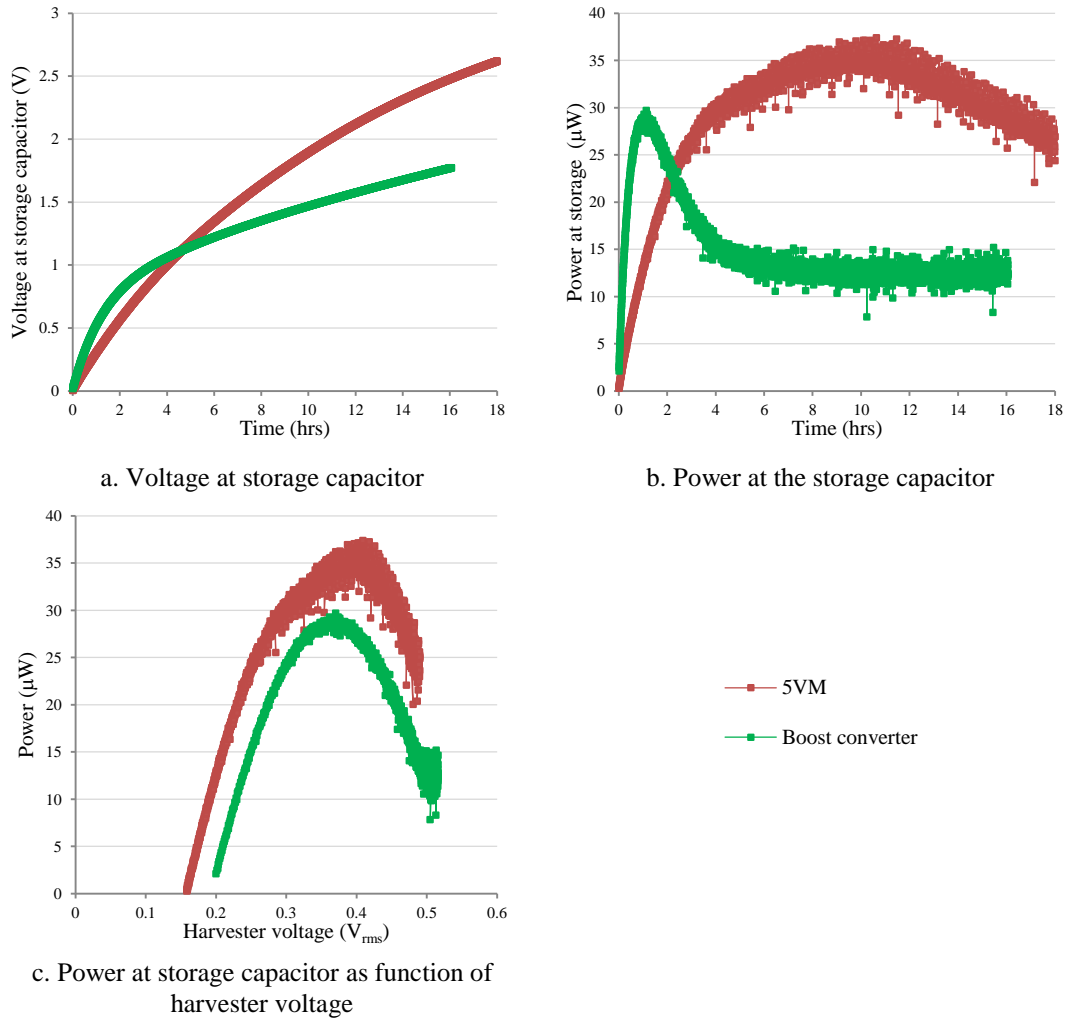 3
2.5
2
1.5
1
0.5
0
0 2 4 6 8 10 12 14 16 18
Voltage at storage capacitor (V)
Time (hrs)
a. Voltage at storage capacitor
40
35
30
25
20
15
10
5
0
0 2 4 6 8 10 12 14 16 18
Power at storage (µW)
Time (hrs)
b. Power at the storage capacitor
40
35
30
25
20
15
10
5
0
0 0.1 0.2 0.3 0.4 0.5 0.6
Power (µW)
Harvester voltage (Vrms)
c. Power at storage capacitor as function of
harvester voltage
5VM
Boost converter